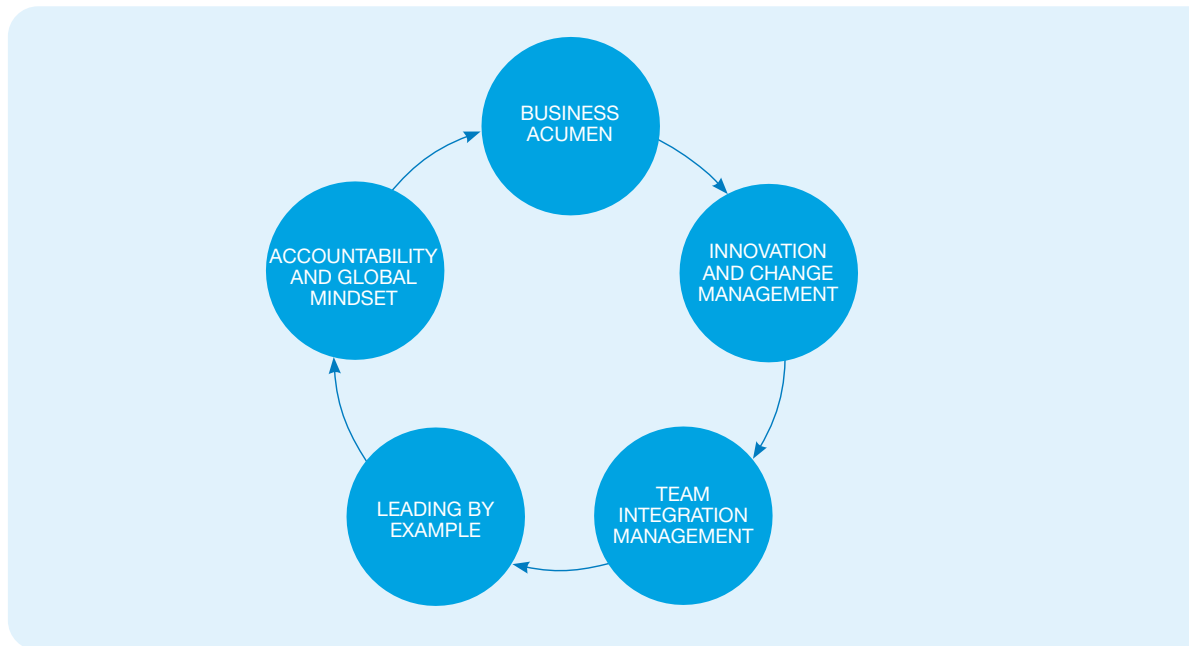 BUSINESS
ACUMEN
INNOVATION
AND CHANGE
MANAGEMENT
TEAM
INTEGRATION
MANAGEMENT
LEADING BY
EXAMPLE
ACCOUNTABILITY
AND GLOBAL
MINDSET